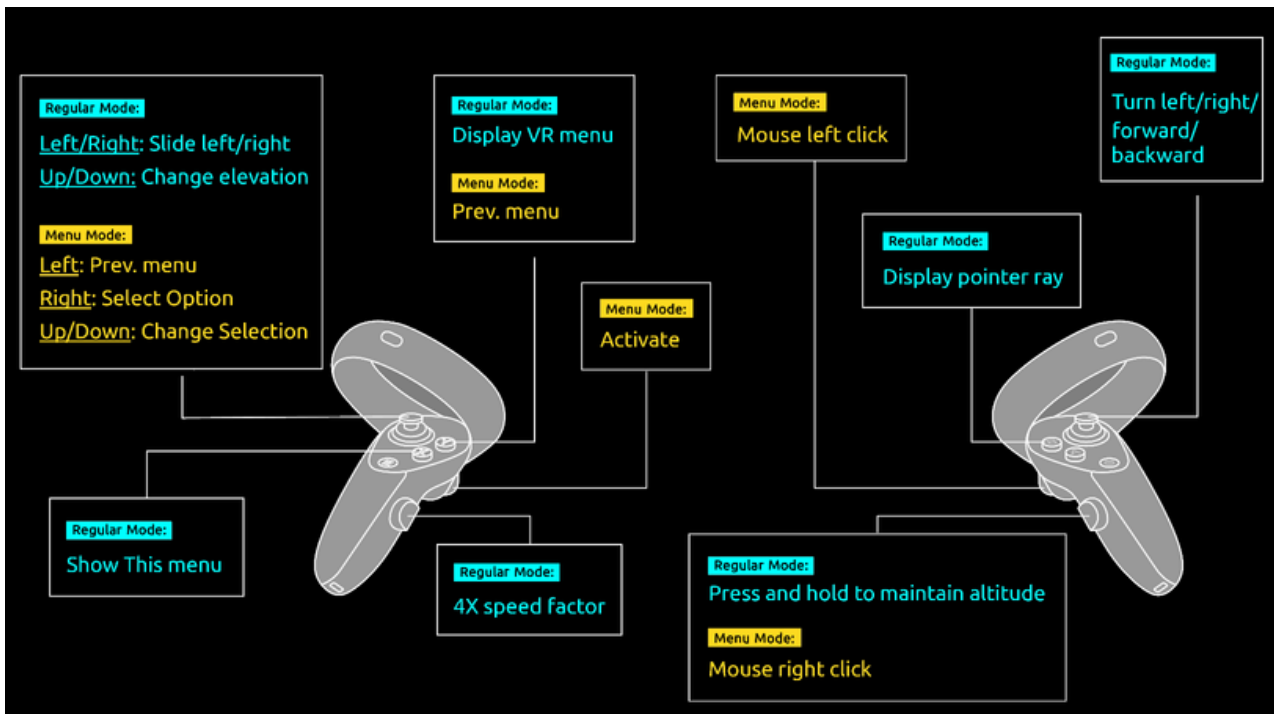 Regular Mode:
Left/Right: Slide left/right
Up/Down: Change elevation
Menu Mode:
Left: Prev. menu
Right: Select Option
Up/Down: Change Selection
Regular Mode:
Display VR menu
Menu Mode:
Prev. menu
Menu Mode:
Activate
Regular Mode:
Show This menu
Regular Mode:
4X speed factor
Menu Mode:
Mouse left click
Regular Mode:
Turn left/right/
forward/
backward
Regular Mode:
Display pointer ray
Regular Mode:
Press and hold to maintain altitude
Menu Mode:
Mouse right click